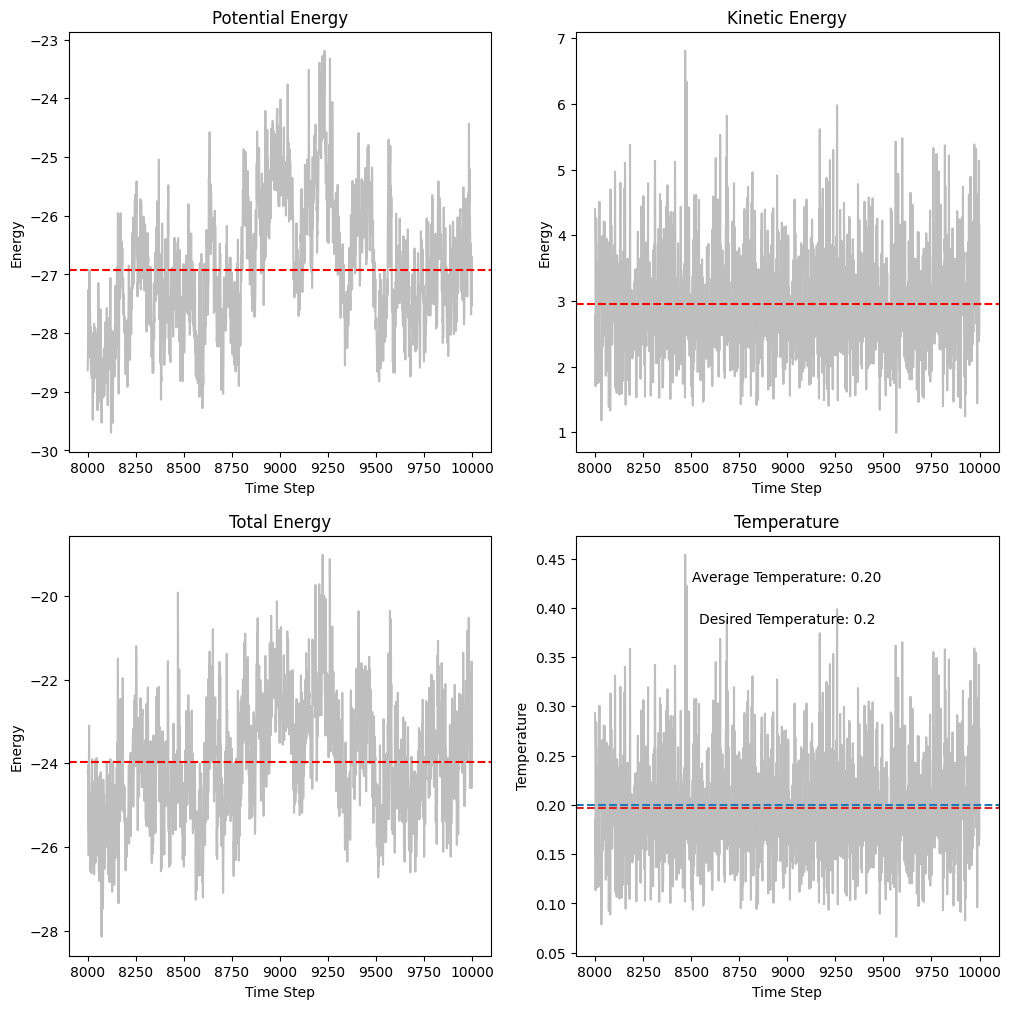 Potential Energy
Energy
−23
−24
−25
−26
−27
−28
−29
−30
8000 8250 8500 8750 9000 9250 9500 9750 10000
Time Step
Kinetic Energy
Energy
7
6
5
4
3
2
1
8000 8250 8500 8750 9000 9250 9500 9750 10000
Time Step
Total Energy
Energy
−20
−22
−24
−26
−28
8000 8250 8500 8750 9000 9250 9500 9750 10000
Time Step
Temperature
Temperature
0.45
0.40
0.35
0.30
0.25
0.20
0.15
0.10
0.05
Average Temperature: 0.20
Desired Temperature: 0.2
8000 8250 8500 8750 9000 9250 9500 9750 10000
Time Step